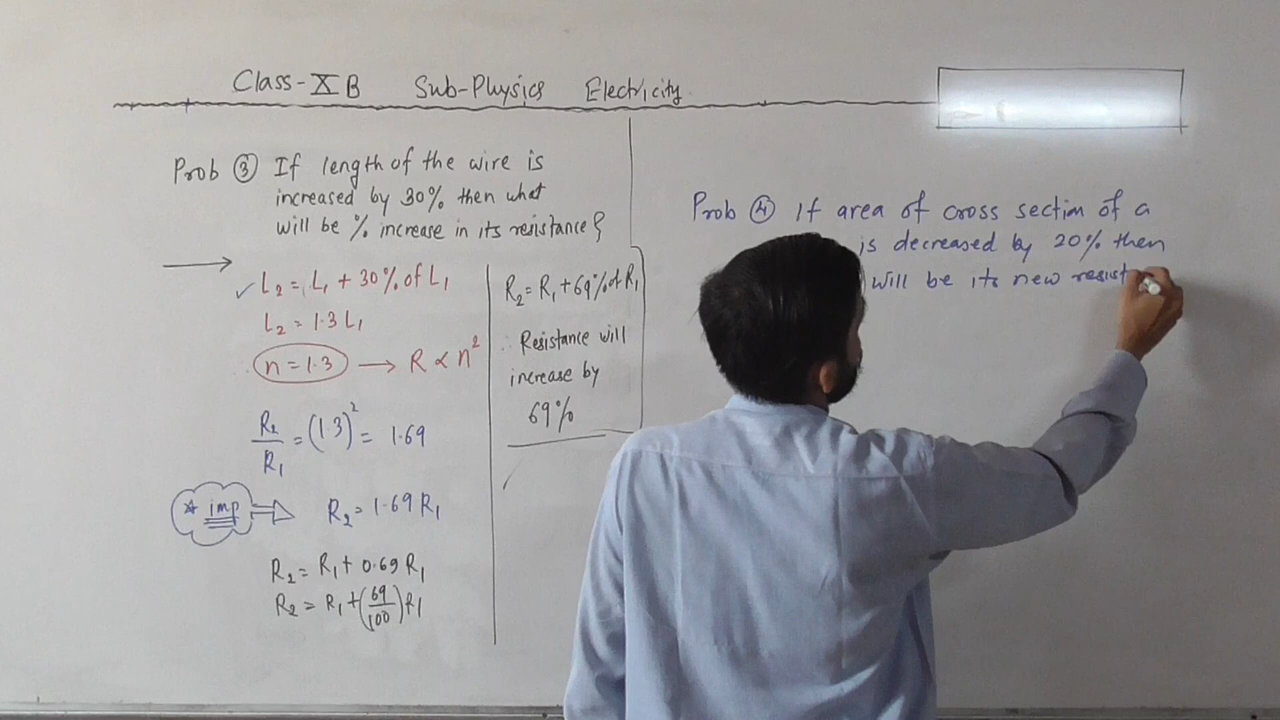 Class-X B Sub-Physics Electricity
Prob ③ If length of the wire is
increased by 30% then what
will be % increase in its resistance?
L₂ = L₁ + 30% of L₁
L₂ = 1.3 L₁
n = 1.3 → R ∝ n²
R₂/R₁ = (1.3)² = 1.69
* imp ⇒ R₂ = 1.69 R₁
R₂ = R₁ + 0.69 R₁
R₂ = R₁ + (69/100) R₁
R₂ = R₁ + 69% of R₁
∴ Resistance will
increase by
69%
Prob ④ If area of cross section of a
is decreased by 20% then
will be its new resist